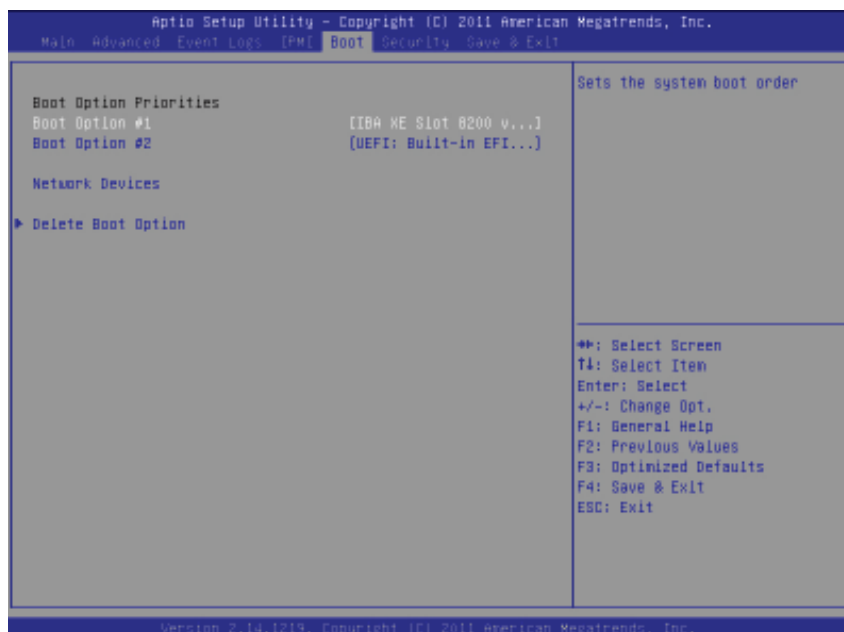 Aptio Setup Utility – Copyright (C) 2011 American Megatrends, Inc.
Main Advanced Event Logs IPMI Boot Security Save & Exit
Sets the system boot order
Boot Option Priorities
Boot Option #1 [IBA XE Slot 8200 v...]
Boot Option #2 [UEFI: Built-in EFI...]
Network Devices
Delete Boot Option
→←: Select Screen
↑↓: Select Item
Enter: Select
+/-: Change Opt.
F1: General Help
F2: Previous Values
F3: Optimized Defaults
F4: Save & Exit
ESC: Exit
Version 2.14.1219. Copyright (C) 2011 American Megatrends, Inc.